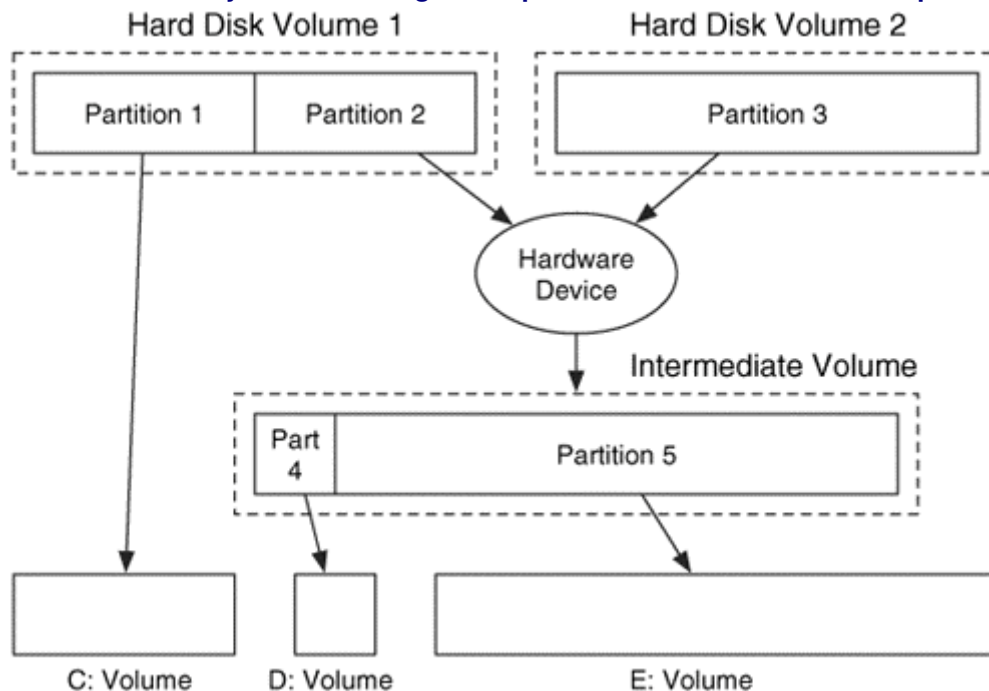 Hard Disk Volume 1
Hard Disk Volume 2
Partition 1
Partition 2
Partition 3
Hardware
Device
Intermediate Volume
Part
4
Partition 5
C: Volume
D: Volume
E: Volume